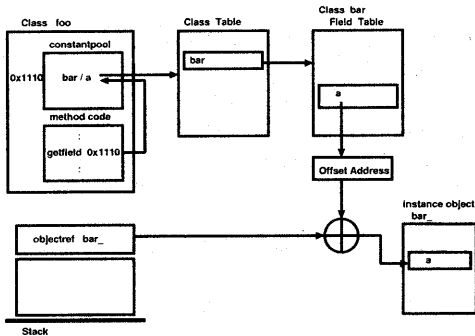 Class foo
constantpool
0x1110
bar / a
method code
:
getfield 0x1110
:
Class Table
bar
Class bar
Field Table
a
Offset Address
objectref bar_
instance object
bar_
a
Stack